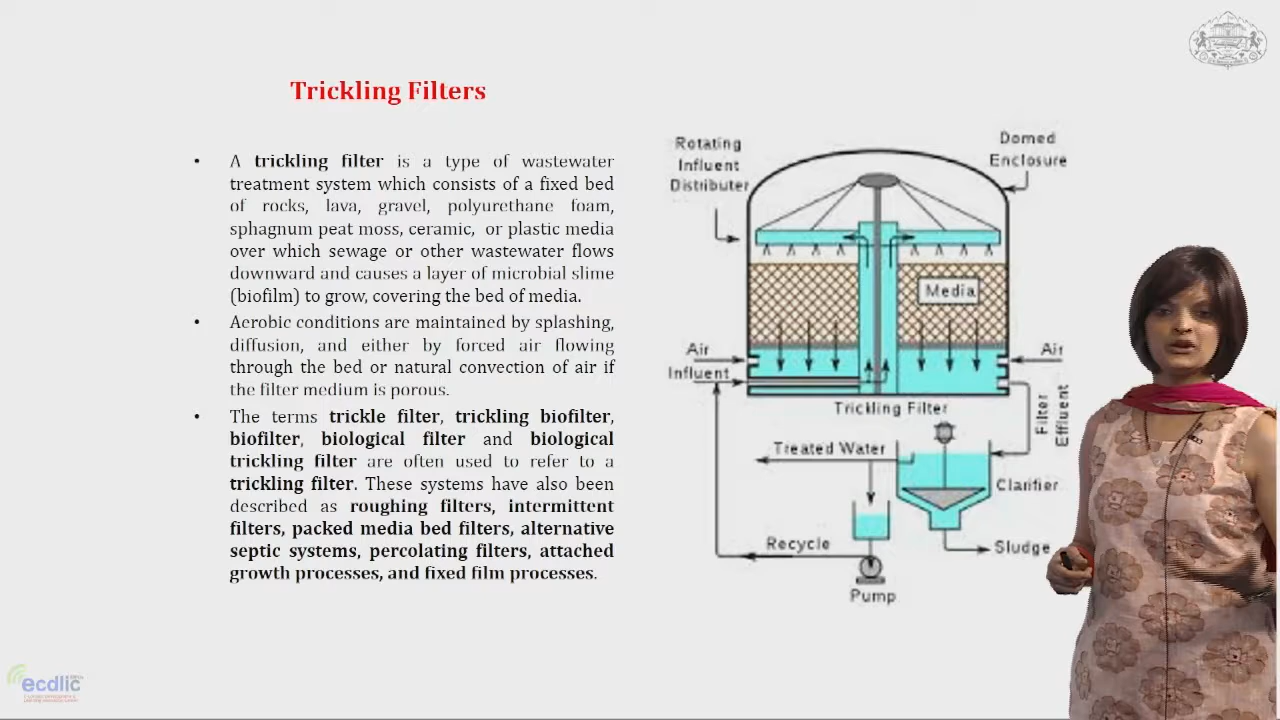 Trickling Filters
• A trickling filter is a type of wastewater
treatment system which consists of a fixed bed
of rocks, lava, gravel, polyurethane foam,
sphagnum peat moss, ceramic, or plastic media
over which sewage or other wastewater flows
downward and causes a layer of microbial slime
(biofilm) to grow, covering the bed of media.
• Aerobic conditions are maintained by splashing,
diffusion, and either by forced air flowing
through the bed or natural convection of air if
the filter medium is porous.
• The terms trickle filter, trickling biofilter,
biofilter, biological filter and biological
trickling filter are often used to refer to a
trickling filter. These systems have also been
described as roughing filters, intermittent
filters, packed media bed filters, alternative
septic systems, percolating filters, attached
growth processes, and fixed film processes.
Rotating
Influent
Distributer
Domed
Enclosure
Media
Air
Influent
Air
Trickling Filter
Filter
Effluent
Treated Water
Clarifier
Recycle
Sludge
Pump
ecdlic